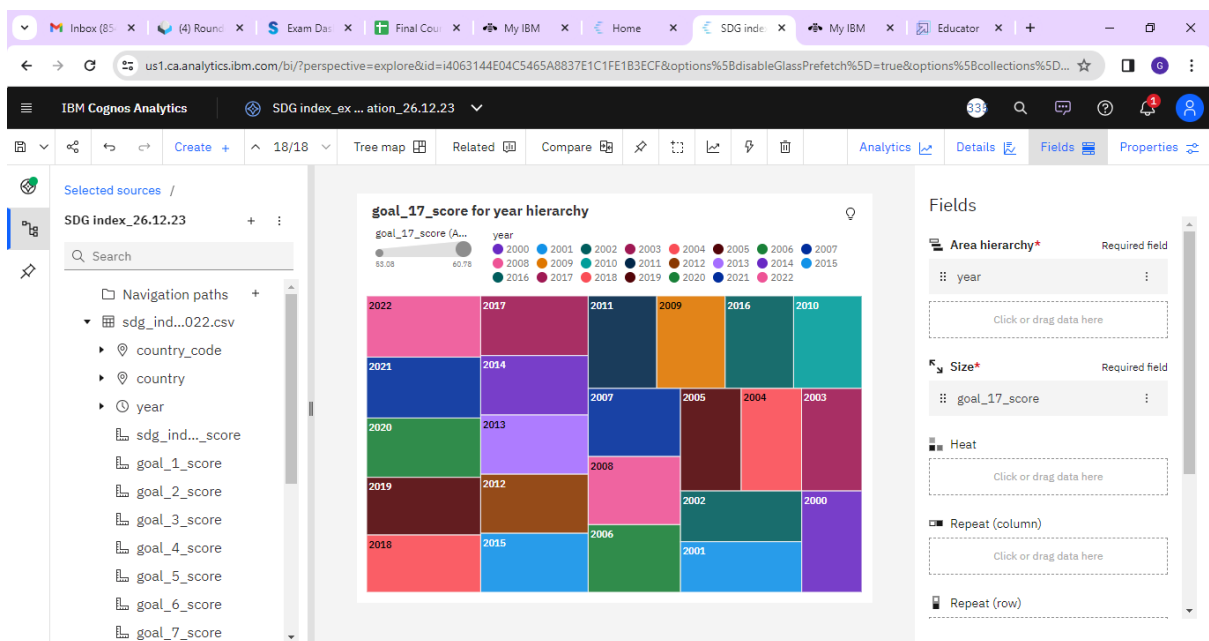 Inbox (85
(4) Round
Exam Das
Final Cou
My IBM
Home
SDG inde
My IBM
Educator
us1.ca.analytics.ibm.com/bi/?perspective=explore&id=i4063144E04C5465A8837E1C1FE1B3ECF&options%5BdisableGlassPrefetch%5D=true&options%5Bcollections%5D...
G
IBM Cognos Analytics
SDG index_ex ... ation_26.12.23
1
Create +
18/18
Tree map
Related
Compare
Analytics
Details
Fields
Properties
Selected sources /
SDG index_26.12.23
Search
Navigation paths
sdg_ind...022.csv
country_code
country
year
sdg_ind..._score
goal_1_score
goal_2_score
goal_3_score
goal_4_score
goal_5_score
goal_6_score
goal_7_score
goal_17_score for year hierarchy
goal_17_score (A...
60.78
year
2000 2001 2002 2003 2004 2005 2006 2007
2008 2009 2010 2011 2012 2013 2014 2015
2016 2017 2018 2019 2020 2021 2022
2022
2021
2020
2019
2018
2017
2014
2013
2012
2015
2011
2009
2016
2010
2007
2008
2006
2005
2004
2003
2002
2001
2000
Fields
Area hierarchy* Required field
year
Click or drag data here
Size* Required field
goal_17_score
Heat
Click or drag data here
Repeat (column)
Click or drag data here
Repeat (row)